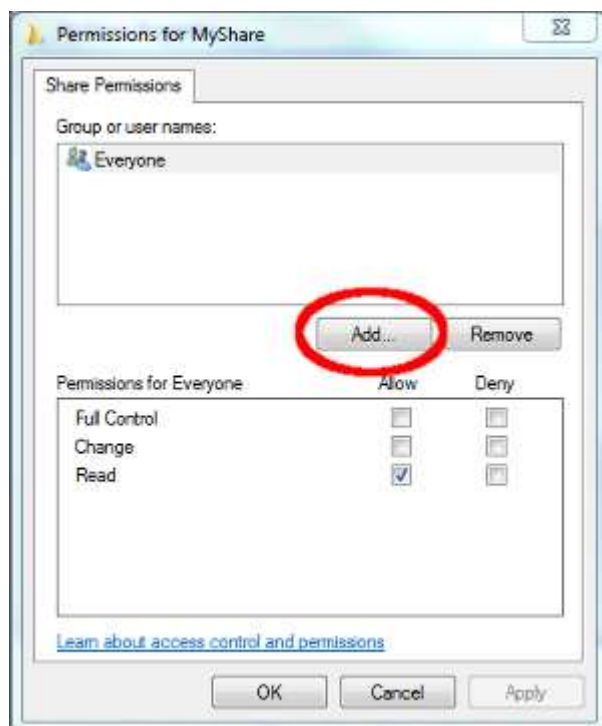 Permissions for MyShare
Share Permissions
Group or user names:
Everyone
Add... Remove
Permissions for Everyone Allow Deny
Full Control
Change
Read
Learn about access control and permissions
OK Cancel Apply